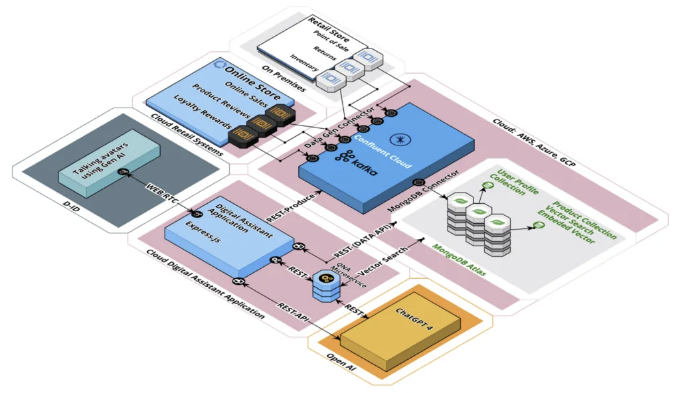 Retail Store
Point of Sale
Returns
Inventory
On Premises
Online Store
Online Sales
Product Reviews
Loyalty Rewards
Cloud Retail Systems
Data Gen Connector
Confluent Cloud
kafka
Cloud: AWS, Azure, GCP
Talking avatars
using Gen AI
D-ID
WEB RTC
REST-Produce
MongoDB Connector
User Profile
Collection
Product Collection
Vector Search
Embeded Vector
MongoDB Atlas
Digital Assistant
Application
Express.js
REST-(DATA API)
Vector Search
QNA
Microservice
REST
REST
REST-API
Cloud Digital Assistant Application
ChatGPT 4
Open AI